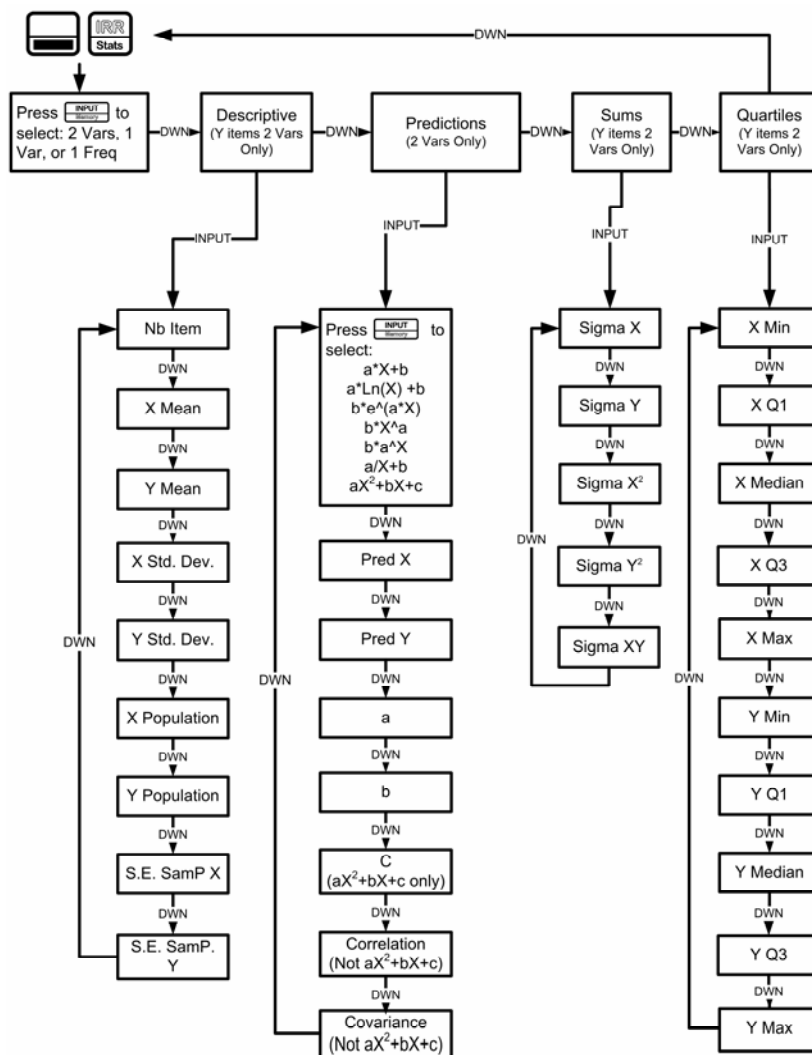 IRR
Stats
DWN
Press INPUT Memory to
select: 2 Vars, 1
Var, or 1 Freq
DWN
Descriptive
(Y items 2 Vars
Only)
DWN
Predictions
(2 Vars Only)
DWN
Sums
(Y items 2
Vars Only)
DWN
Quartiles
(Y items 2
Vars Only)
INPUT
INPUT
INPUT
INPUT
Nb Item
DWN
X Mean
DWN
Y Mean
DWN
X Std. Dev.
DWN
Y Std. Dev.
DWN
X Population
DWN
Y Population
DWN
S.E. SamP X
DWN
S.E. SamP.
Y
DWN
Press INPUT Memory to
select:
a*X+b
a*Ln(X) +b
b*e^(a*X)
b*X^a
b*a^X
a/X+b
aX²+bX+c
DWN
Pred X
DWN
Pred Y
DWN
a
DWN
b
DWN
C
(aX²+bX+c only)
DWN
Correlation
(Not aX²+bX+c)
DWN
Covariance
(Not aX²+bX+c)
DWN
Sigma X
DWN
Sigma Y
DWN
Sigma X²
DWN
Sigma Y²
DWN
Sigma XY
DWN
X Min
DWN
X Q1
DWN
X Median
DWN
X Q3
DWN
X Max
DWN
Y Min
DWN
Y Q1
DWN
Y Median
DWN
Y Q3
DWN
Y Max
DWN